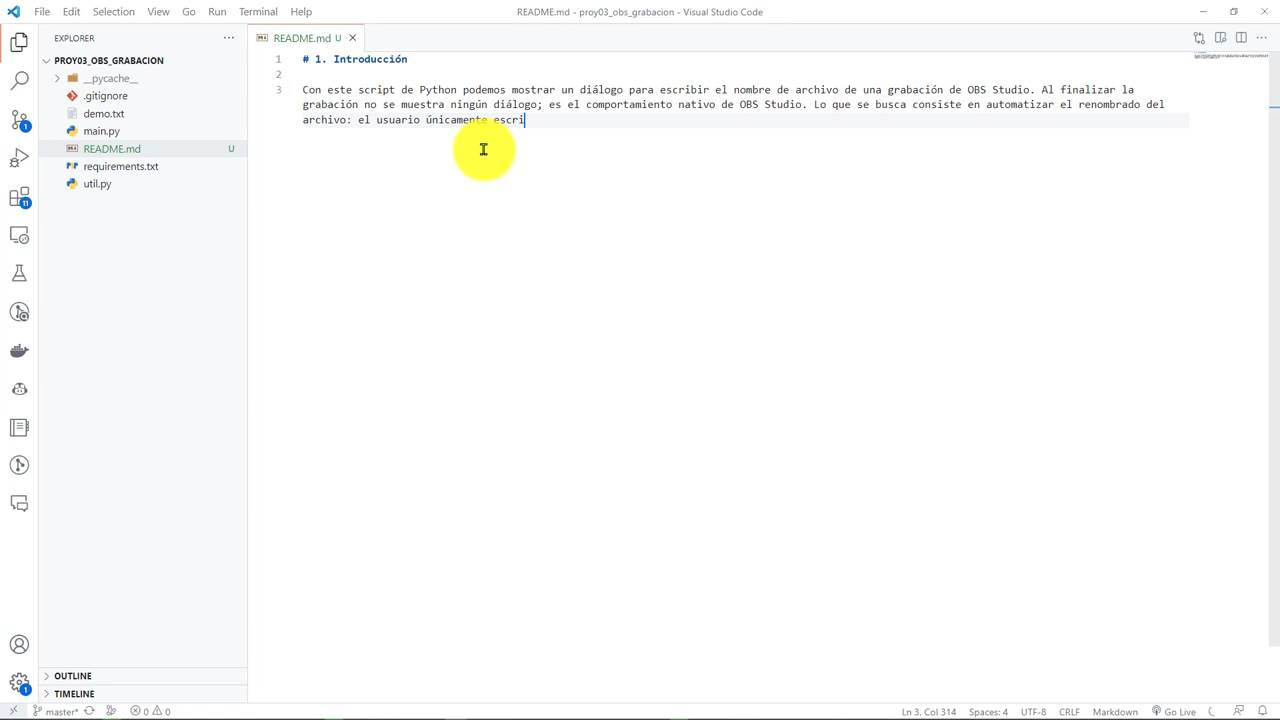 File Edit Selection View Go Run Terminal Help
README.md - proy03_obs_grabacion - Visual Studio Code
EXPLORER
README.md U
PROY03_OBS_GRABACION
__pycache__
.gitignore
demo.txt
main.py
README.md U
requirements.txt
util.py
1 # 1. Introducción
2
3 Con este script de Python podemos mostrar un diálogo para escribir el nombre de archivo de una grabación de OBS Studio. Al finalizar la
grabación no se muestra ningún diálogo; es el comportamiento nativo de OBS Studio. Lo que se busca consiste en automatizar el renombrado del
archivo: el usuario únicamente escri
1
11
1
OUTLINE
TIMELINE
master* 0 0 Ln 3, Col 314 Spaces: 4 UTF-8 CRLF Markdown Go Live